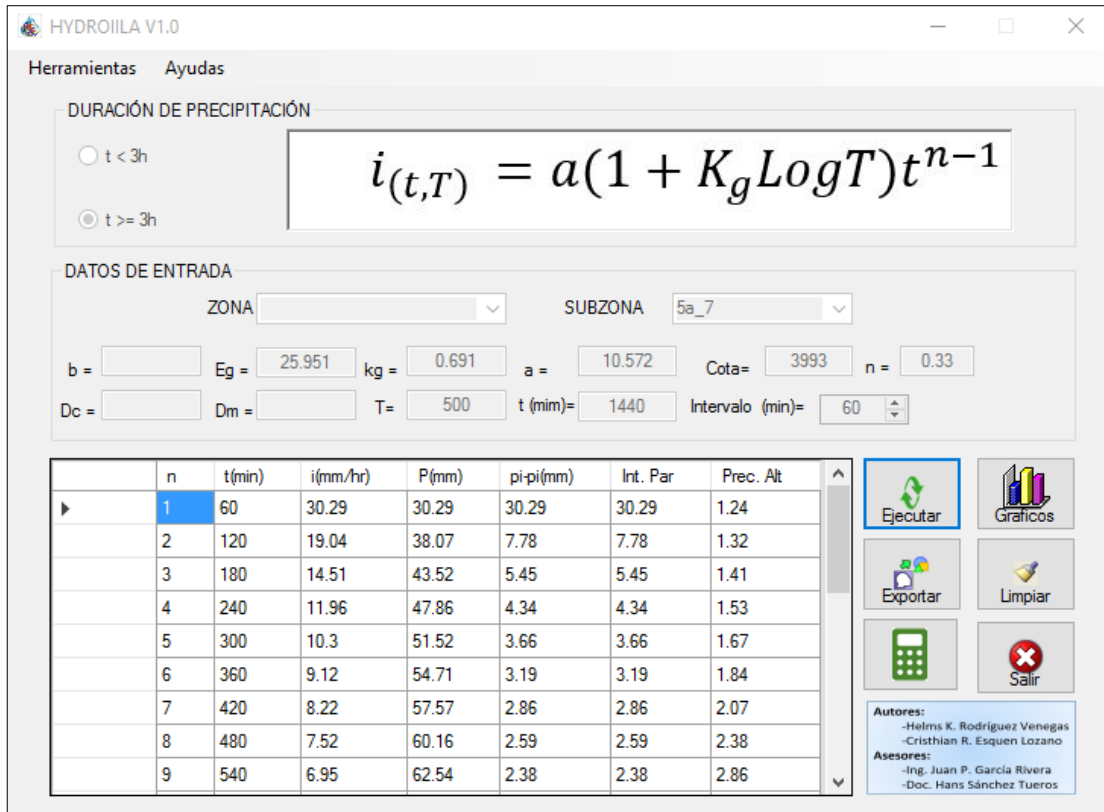 HYDROIILA V1.0
Herramientas Ayudas
DURACIÓN DE PRECIPITACIÓN
t < 3h
t >= 3h
i(t,T) = a(1 + KgLogT)t^n−1
DATOS DE ENTRADA
ZONA SUBZONA 5a_7
b = Eg = 25.951 kg = 0.691 a = 10.572 Cota= 3993 n = 0.33
Dc = Dm = T= 500 t (mim)= 1440 Intervalo (min)= 60
n t(min) i(mm/hr) P(mm) pi-pi(mm) Int. Par Prec. Alt
1 60 30.29 30.29 30.29 30.29 1.24
2 120 19.04 38.07 7.78 7.78 1.32
3 180 14.51 43.52 5.45 5.45 1.41
4 240 11.96 47.86 4.34 4.34 1.53
5 300 10.3 51.52 3.66 3.66 1.67
6 360 9.12 54.71 3.19 3.19 1.84
7 420 8.22 57.57 2.86 2.86 2.07
8 480 7.52 60.16 2.59 2.59 2.38
9 540 6.95 62.54 2.38 2.38 2.86
Ejecutar Graficos
Exportar Limpiar
Salir
Autores:
-Helms K. Rodríguez Venegas
-Cristhian R. Esquen Lozano
Asesores:
-Ing. Juan P. García Rivera
-Doc. Hans Sánchez Tueros